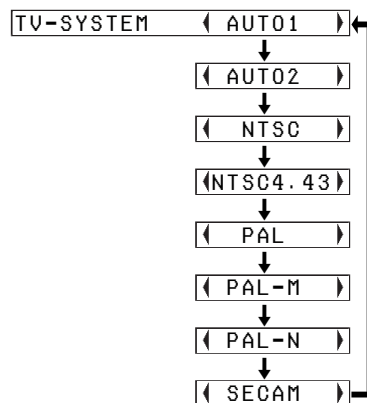 TV-SYSTEM AUTO1
AUTO2
NTSC
NTSC4.43
PAL
PAL-M
PAL-N
SECAM